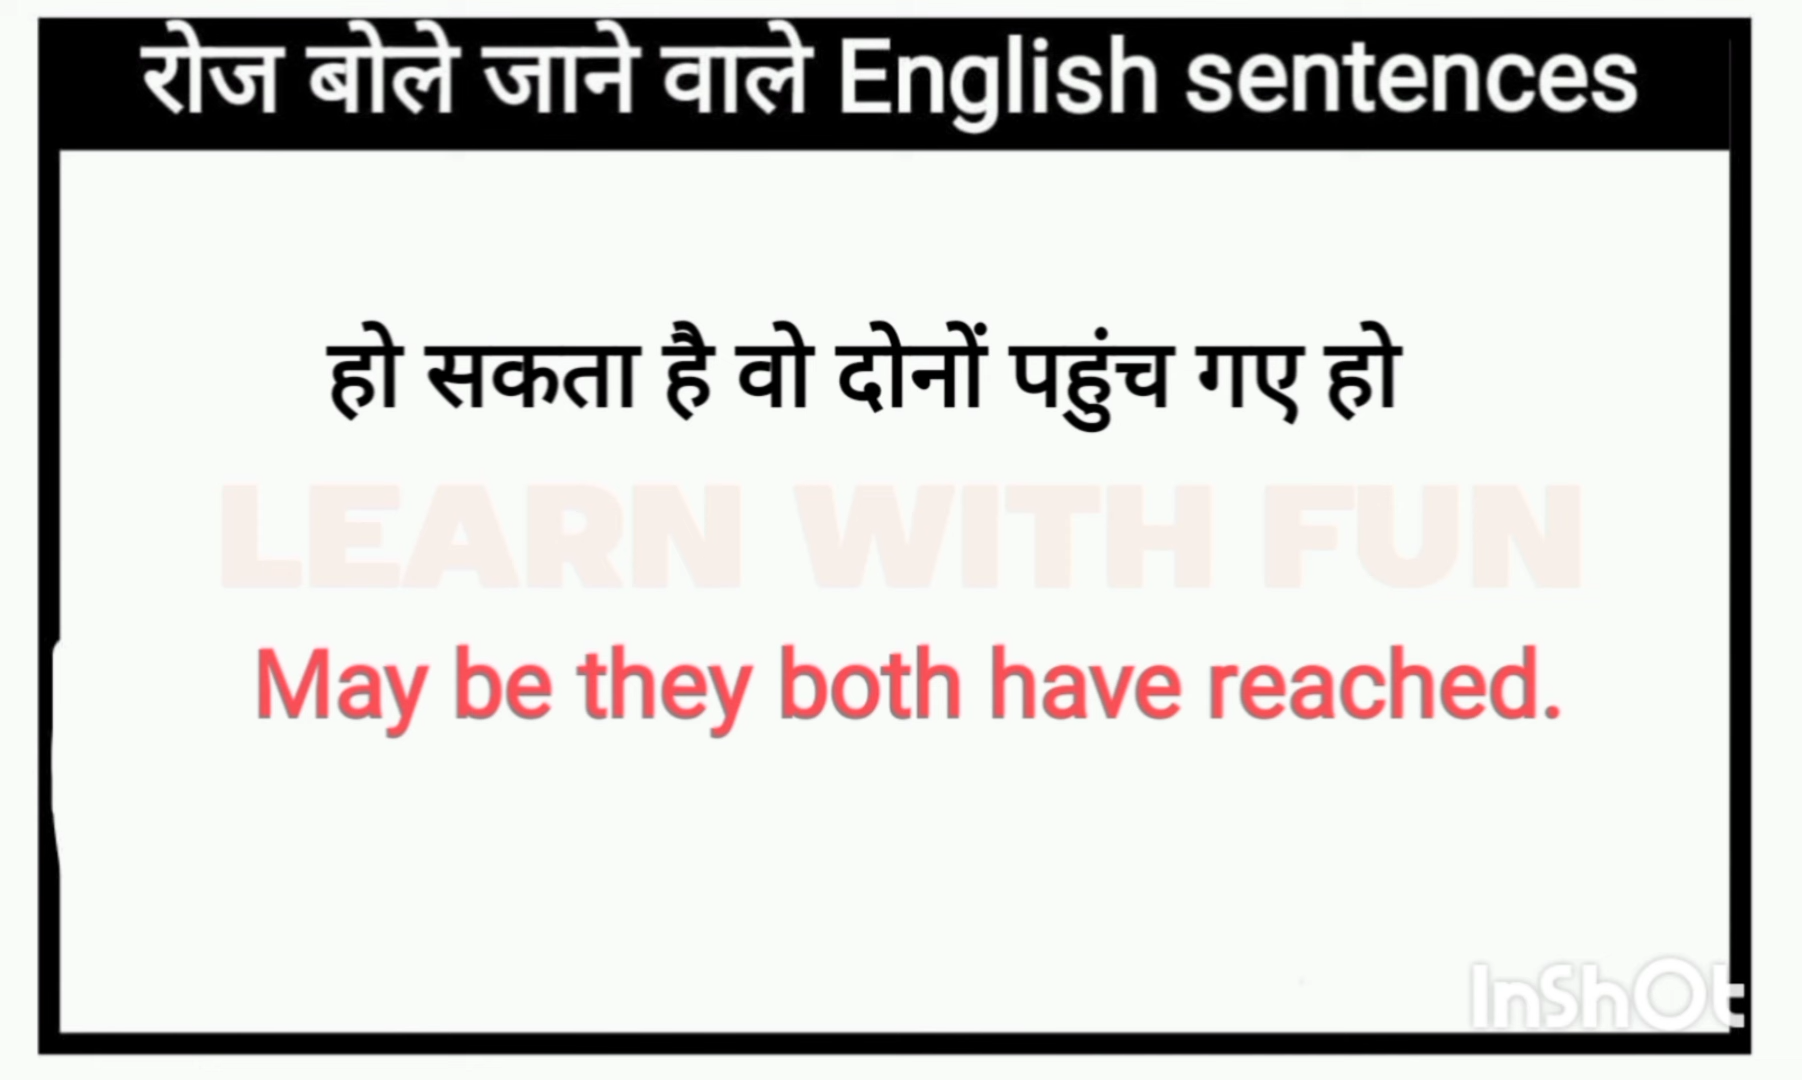 रोज बोले जाने वाले English sentences
हो सकता है वो दोनों पहुंच गए हो
LEARN WITH FUN
May be they both have reached.
InShOt